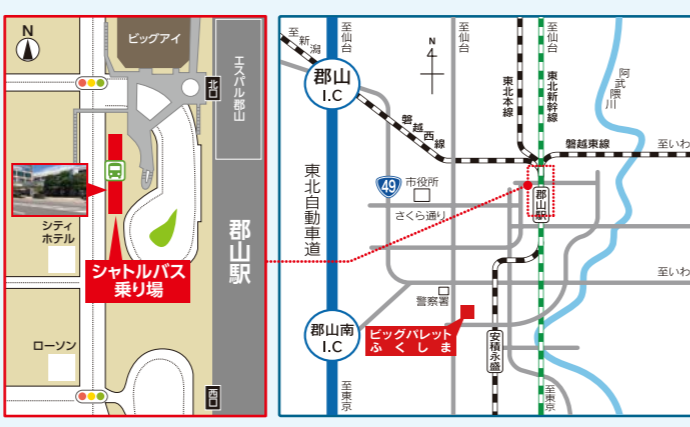 N
ビッグアイ
エスパル郡山
北口
シティ
ホテル
シャトルバス
乗り場
郡山駅
ローソン
西口
至新潟
至仙台
郡山
I.C
N
4
至仙台
至仙台
東北本線
東北新幹線
阿武隈川
磐越西線
磐越東線
至いわ
東北自動車道
49
市役所
さくら通り
郡山駅
至いわ
警察署
郡山南
I.C
ビッグパレット
ふくしま
安積永盛
至東京
至東京